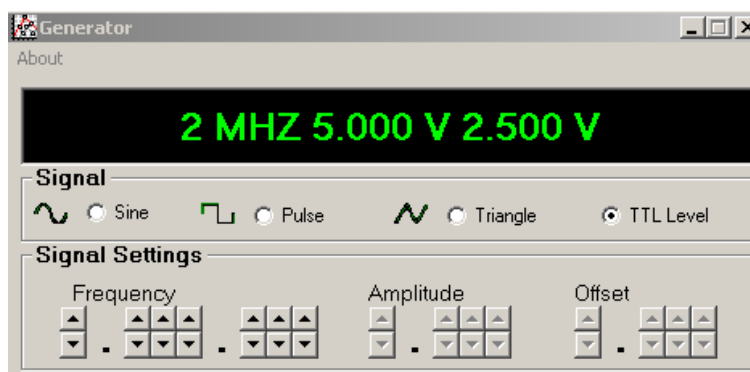 Generator
About
2 MHZ 5.000 V 2.500 V
Signal
Sine Pulse Triangle TTL Level
Signal Settings
Frequency Amplitude Offset